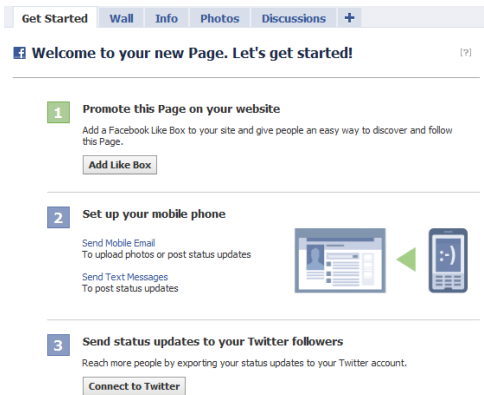 Get Started Wall Info Photos Discussions +
f Welcome to your new Page. Let's get started! [?]
1 Promote this Page on your website
Add a Facebook Like Box to your site and give people an easy way to discover and follow
this Page.
Add Like Box
2 Set up your mobile phone
Send Mobile Email
To upload photos or post status updates
Send Text Messages
To post status updates
:-)
3 Send status updates to your Twitter followers
Reach more people by exporting your status updates to your Twitter account.
Connect to Twitter